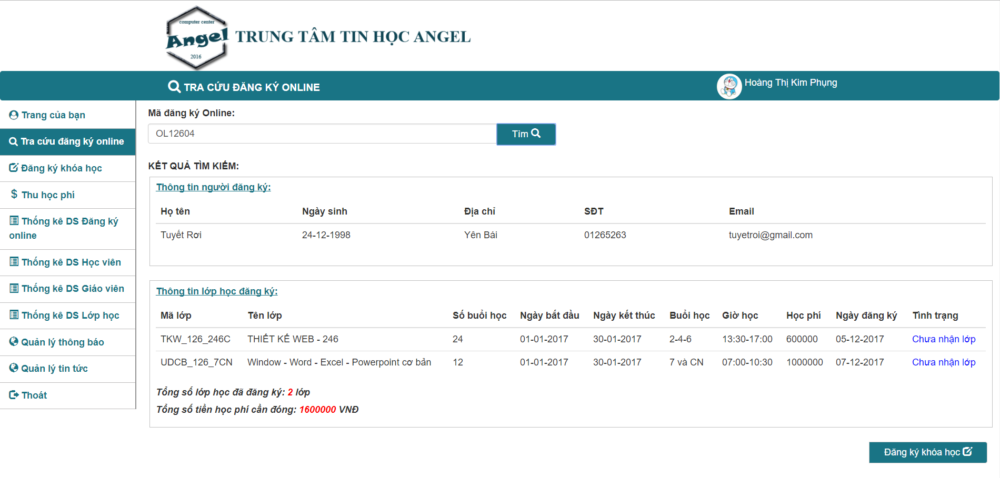 computer center
Angel
2016
TRUNG TÂM TIN HỌC ANGEL
TRA CỨU ĐĂNG KÝ ONLINE
Hoàng Thị Kim Phụng
Trang của bạn
Tra cứu đăng ký online
Đăng ký khóa học
Thu học phí
Thống kê DS Đăng ký
online
Thống kê DS Học viên
Thống kê DS Giáo viên
Thống kê DS Lớp học
Quản lý thông báo
Quản lý tin tức
Thoát
Mã đăng ký Online:
OL12604
Tìm
KẾT QUẢ TÌM KIẾM:
Thông tin người đăng ký:
Họ tên Ngày sinh Địa chỉ SĐT Email
Tuyết Rơi 24-12-1998 Yên Bái 01265263 tuyetroi@gmail.com
Thông tin lớp học đăng ký:
Mã lớp Tên lớp Số buổi học Ngày bắt đầu Ngày kết thúc Buổi học Giờ học Học phí Ngày đăng ký Tình trạng
TKW_126_246C THIẾT KẾ WEB - 246 24 01-01-2017 30-01-2017 2-4-6 13:30-17:00 600000 05-12-2017 Chưa nhận lớp
UDCB_126_7CN Window - Word - Excel - Powerpoint cơ bản 12 01-01-2017 30-01-2017 7 và CN 07:00-10:30 1000000 07-12-2017 Chưa nhận lớp
Tổng số lớp học đã đăng ký: 2 lớp
Tổng số tiền học phí cần đóng: 1600000 VNĐ
Đăng ký khóa học